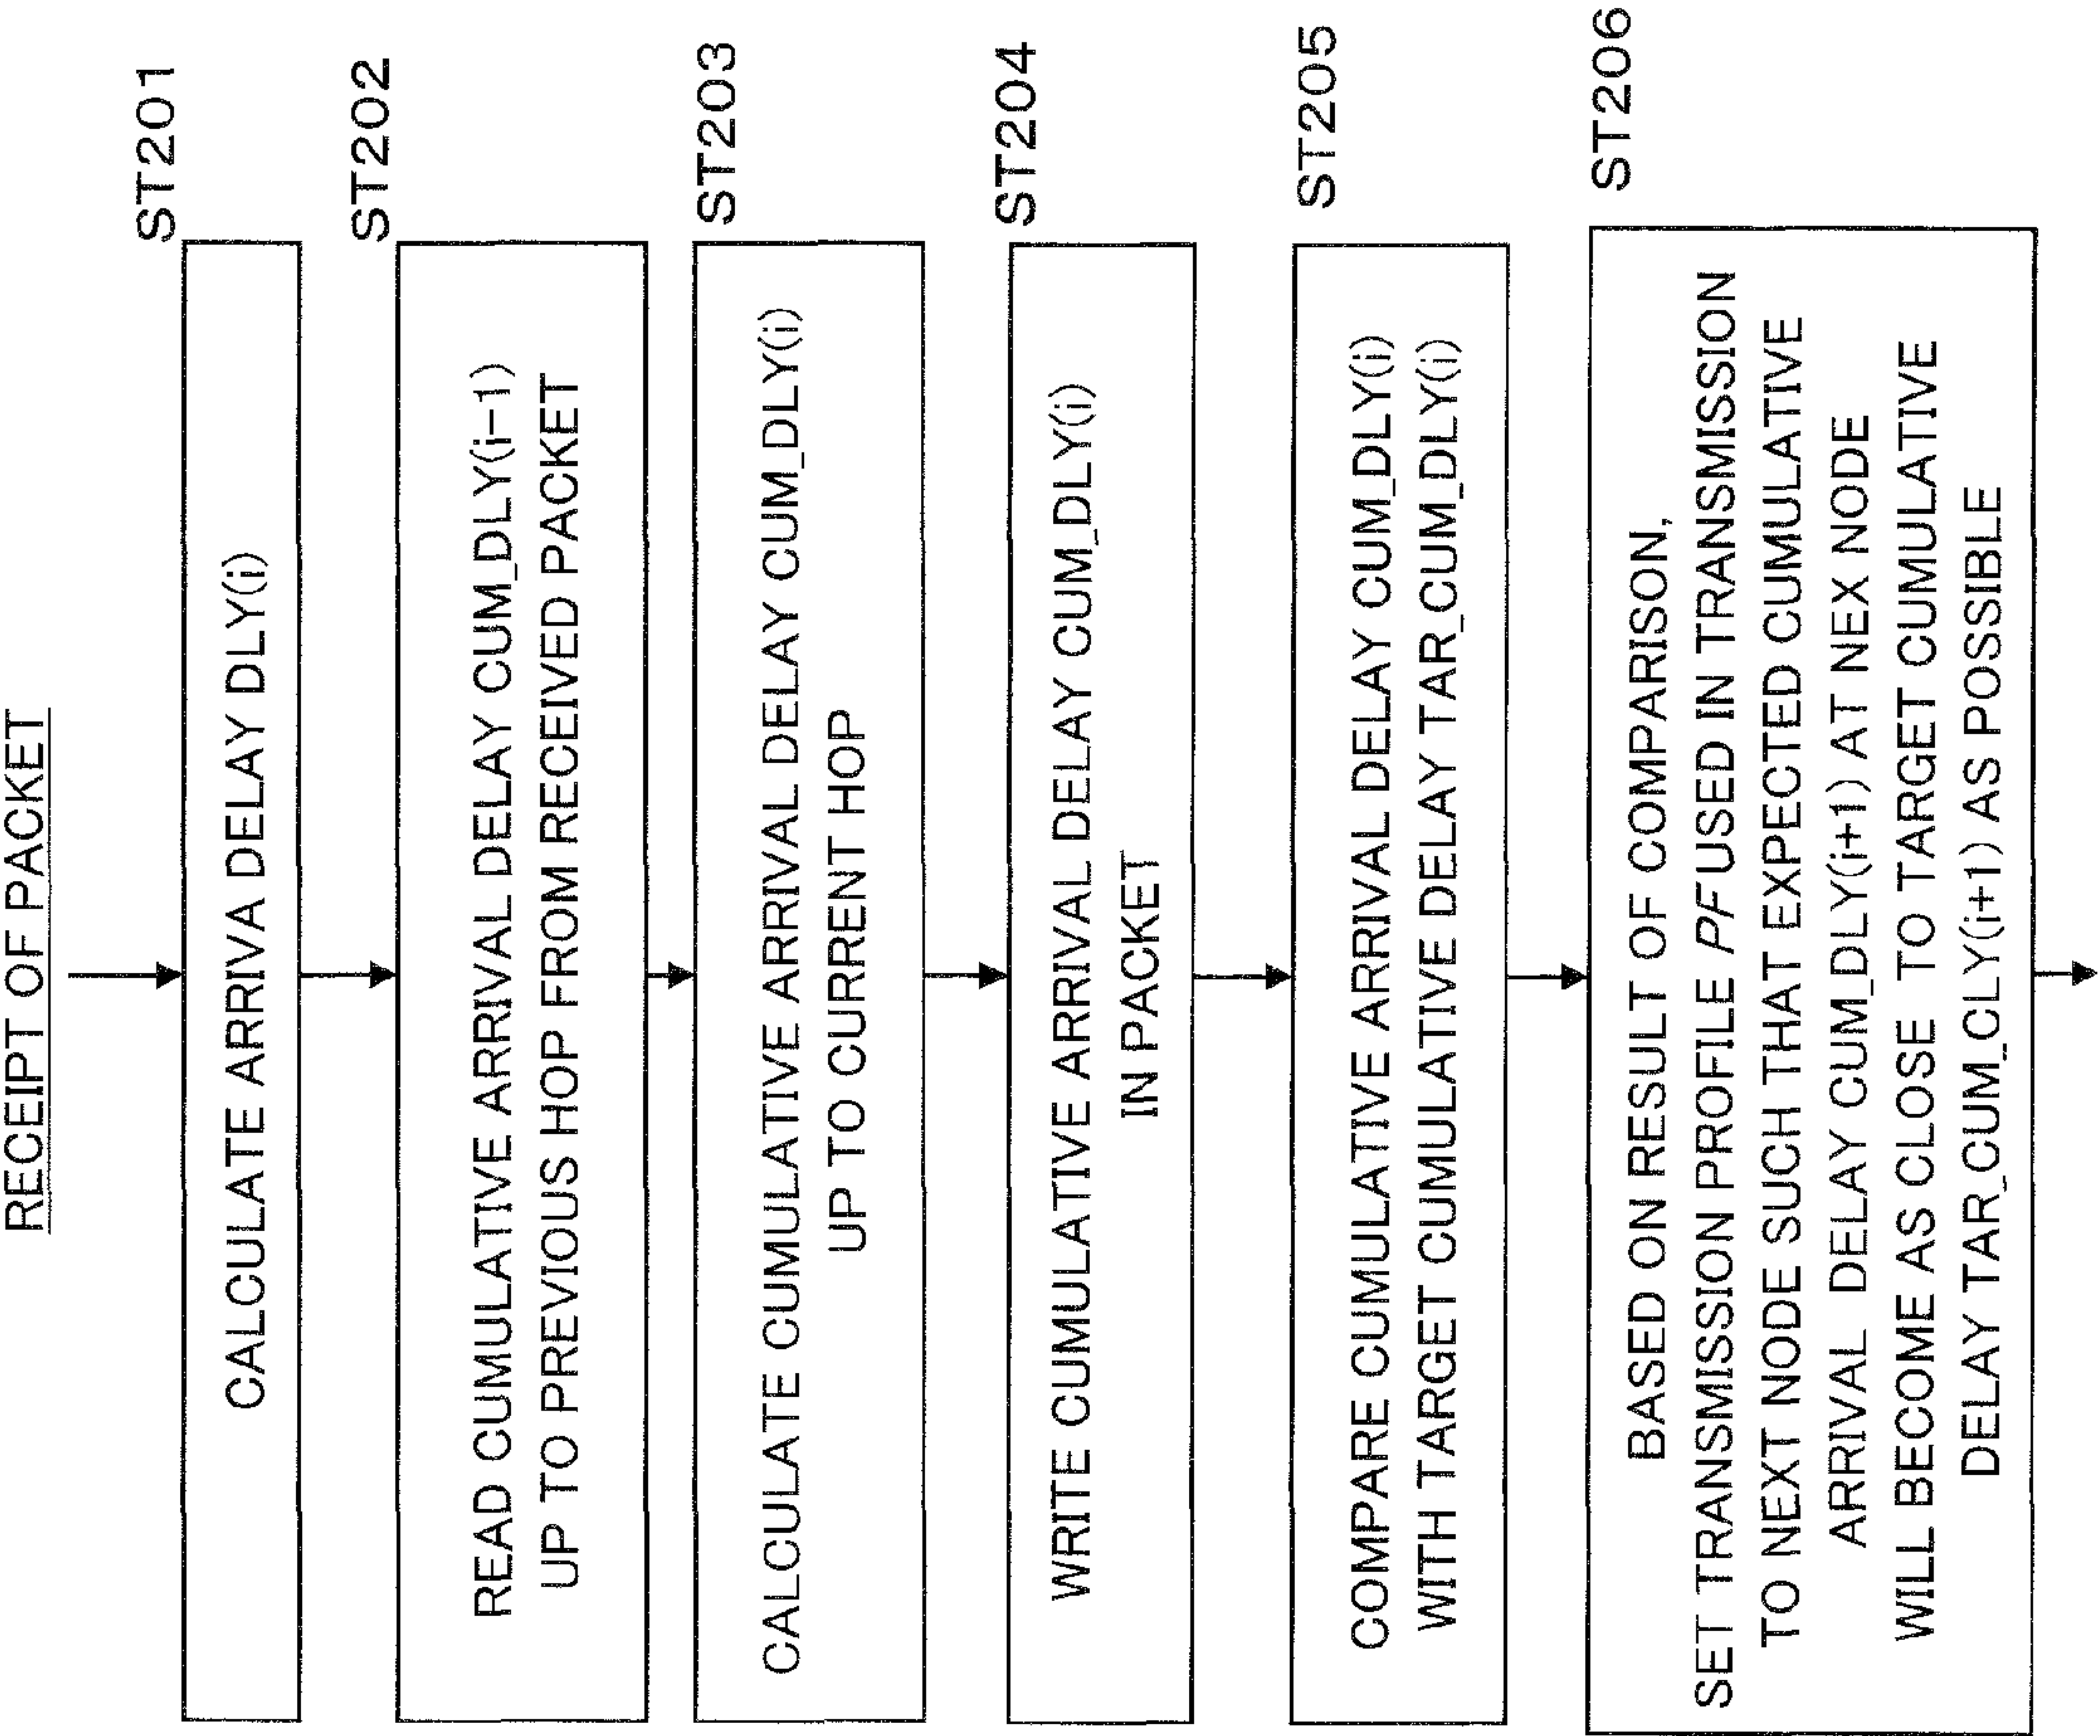 RECEIPT OF PACKET
ST201
CALCULATE ARRIVA DELAY DLY(i)
ST202
READ CUMULATIVE ARRIVAL DELAY CUM_DLY(i-1)
UP TO PREVIOUS HOP FROM RECEIVED PACKET
ST203
CALCULATE CUMULATIVE ARRIVAL DELAY CUM_DLY(i)
UP TO CURRENT HOP
ST204
WRITE CUMULATIVE ARRIVAL DELAY CUM_DLY(i)
IN PACKET
ST205
COMPARE CUMULATIVE ARRIVAL DELAY CUM_DLY(i)
WITH TARGET CUMULATIVE DELAY TAR_CUM_DLY(i)
ST206
BASED ON RESULT OF COMPARISON,
SET TRANSMISSION PROFILE PF USED IN TRANSMISSION
TO NEXT NODE SUCH THAT EXPECTED CUMULATIVE
ARRIVAL DELAY CUM_DLY(i+1) AT NEX NODE
WILL BECOME AS CLOSE TO TARGET CUMULATIVE
DELAY TAR_CUM_CLY(i+1) AS POSSIBLE